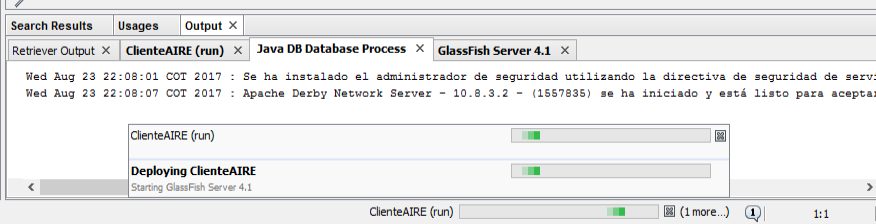 Search Results Usages Output
Retriever Output ClienteAIRE (run) Java DB Database Process GlassFish Server 4.1
Wed Aug 23 22:08:01 COT 2017 : Se ha instalado el administrador de seguridad utilizando la directiva de seguridad de servi
Wed Aug 23 22:08:07 COT 2017 : Apache Derby Network Server - 10.8.3.2 - (1557835) se ha iniciado y está listo para aceptar
ClienteAIRE (run)
Deploying ClienteAIRE
Starting GlassFish Server 4.1
ClienteAIRE (run) (1 more...) 1 1:1